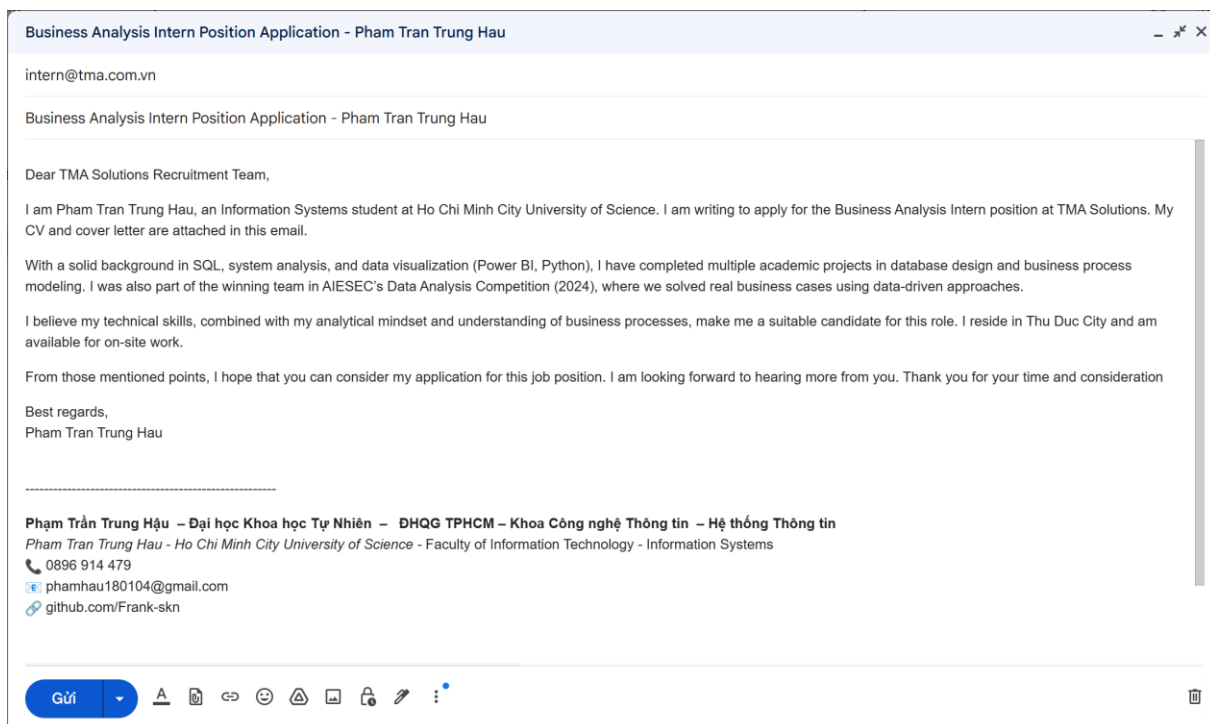 Business Analysis Intern Position Application - Pham Tran Trung Hau
intern@tma.com.vn
Business Analysis Intern Position Application - Pham Tran Trung Hau
Dear TMA Solutions Recruitment Team,
I am Pham Tran Trung Hau, an Information Systems student at Ho Chi Minh City University of Science. I am writing to apply for the Business Analysis Intern position at TMA Solutions. My
CV and cover letter are attached in this email.
With a solid background in SQL, system analysis, and data visualization (Power BI, Python), I have completed multiple academic projects in database design and business process
modeling. I was also part of the winning team in AIESEC’s Data Analysis Competition (2024), where we solved real business cases using data-driven approaches.
I believe my technical skills, combined with my analytical mindset and understanding of business processes, make me a suitable candidate for this role. I reside in Thu Duc City and am
available for on-site work.
From those mentioned points, I hope that you can consider my application for this job position. I am looking forward to hearing more from you. Thank you for your time and consideration
Best regards,
Pham Tran Trung Hau
------------------------------------------------------
Phạm Trần Trung Hậu – Đại học Khoa học Tự Nhiên – ĐHQG TPHCM – Khoa Công nghệ Thông tin – Hệ thống Thông tin
Pham Tran Trung Hau - Ho Chi Minh City University of Science - Faculty of Information Technology - Information Systems
📞 0896 914 479
📧 phamhau180104@gmail.com
🔗 github.com/Frank-skn
Gửi